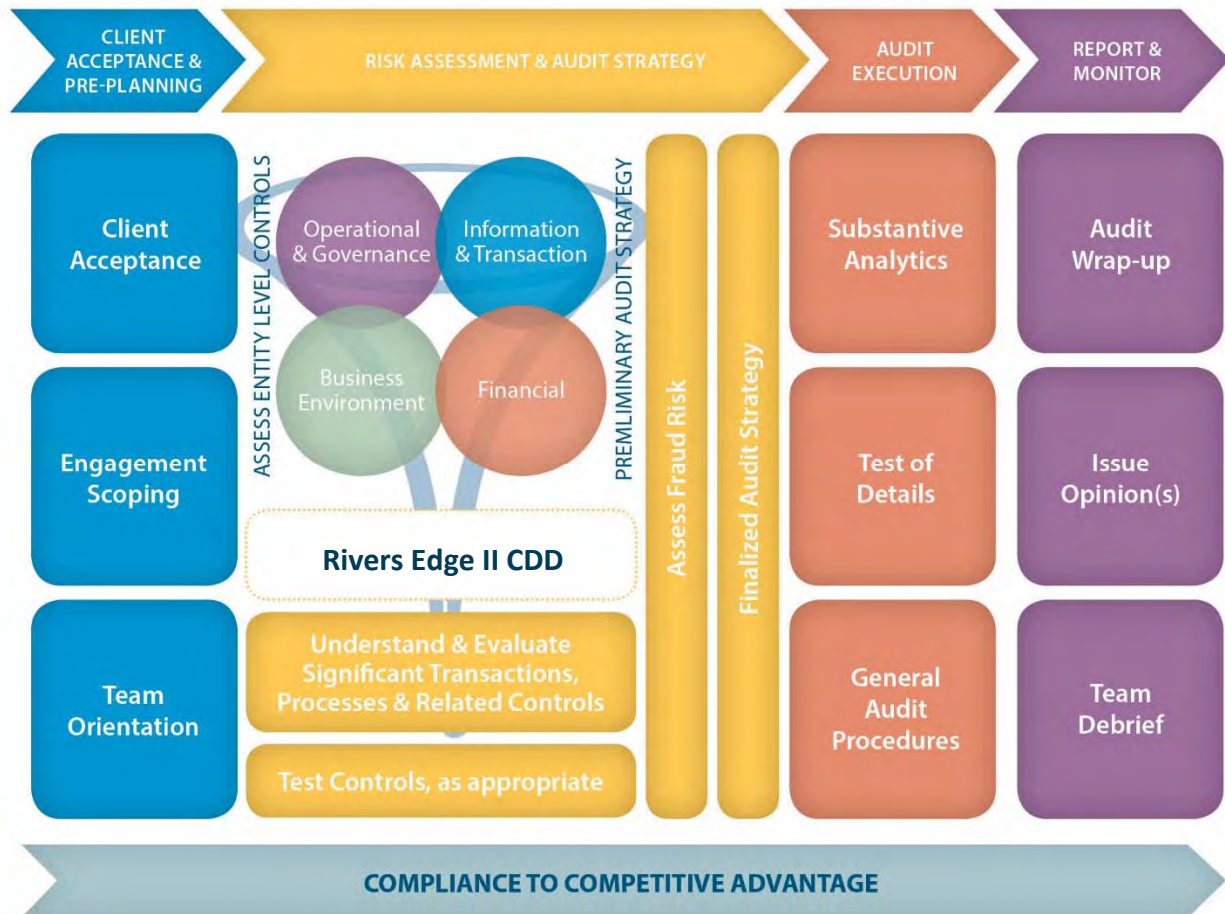 CLIENT
ACCEPTANCE &
PRE-PLANNING
RISK ASSESSMENT & AUDIT STRATEGY
AUDIT
EXECUTION
REPORT &
MONITOR
Client
Acceptance
Engagement
Scoping
Team
Orientation
ASSESS ENTITY LEVEL CONTROLS
Operational
& Governance
Information
& Transaction
Business
Environment
Financial
PREMLIMINARY AUDIT STRATEGY
Rivers Edge II CDD
Understand & Evaluate
Significant Transactions,
Processes & Related Controls
Test Controls, as appropriate
Assess Fraud Risk
Finalized Audit Strategy
Substantive
Analytics
Test of
Details
General
Audit
Procedures
Audit
Wrap-up
Issue
Opinion(s)
Team
Debrief
COMPLIANCE TO COMPETITIVE ADVANTAGE